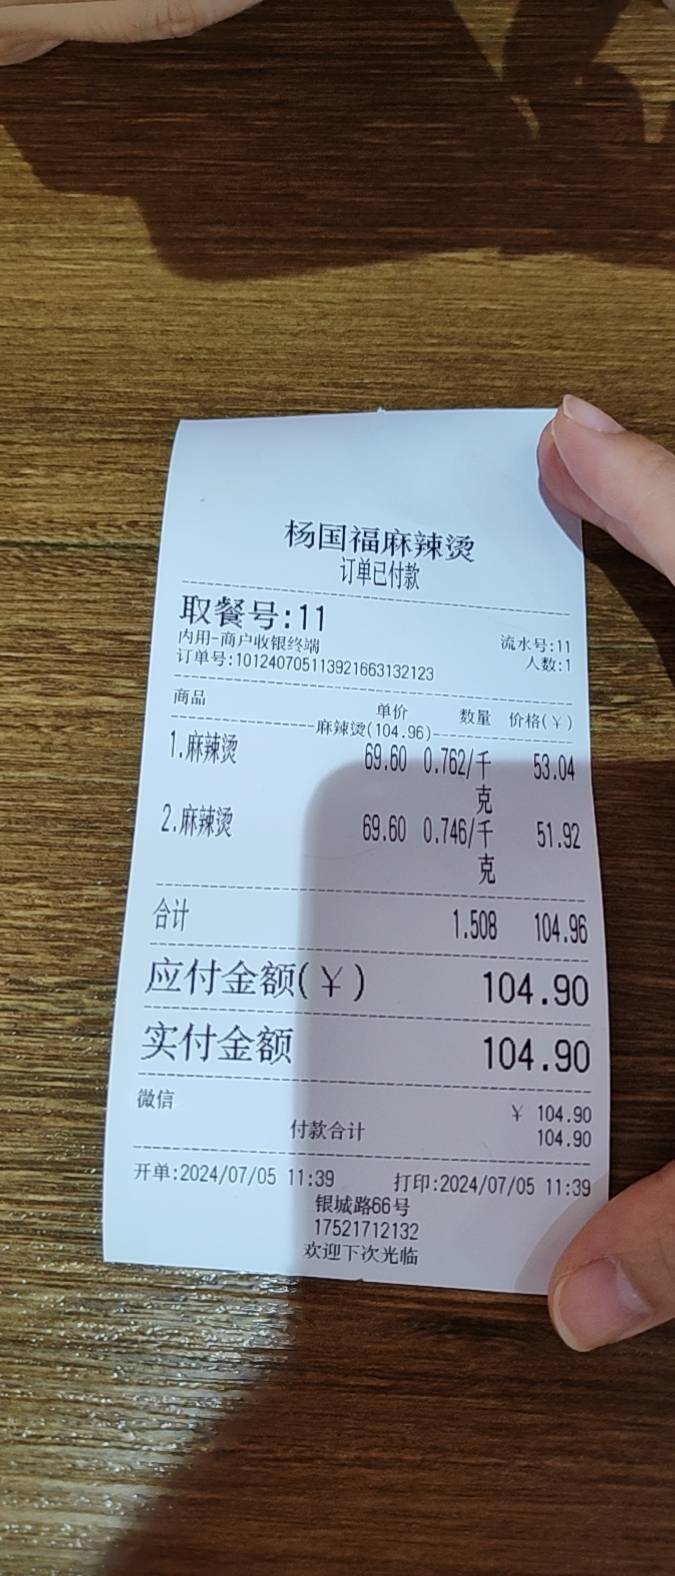 杨国福麻辣烫
订单已付款
取餐号:11
内用-商户收银终端 流水号:11
订单号:101240705113921663132123 人数:1
商品 单价 数量 价格(¥)
麻辣烫(104.96)
1.麻辣烫 69.60 0.762/千克 53.04
2.麻辣烫 69.60 0.746/千克 51.92
合计 1.508 104.96
应付金额(¥) 104.90
实付金额 104.90
微信 ¥ 104.90
付款合计 104.90
开单:2024/07/05 11:39 打印:2024/07/05 11:39
银城路66号
17521712132
欢迎下次光临